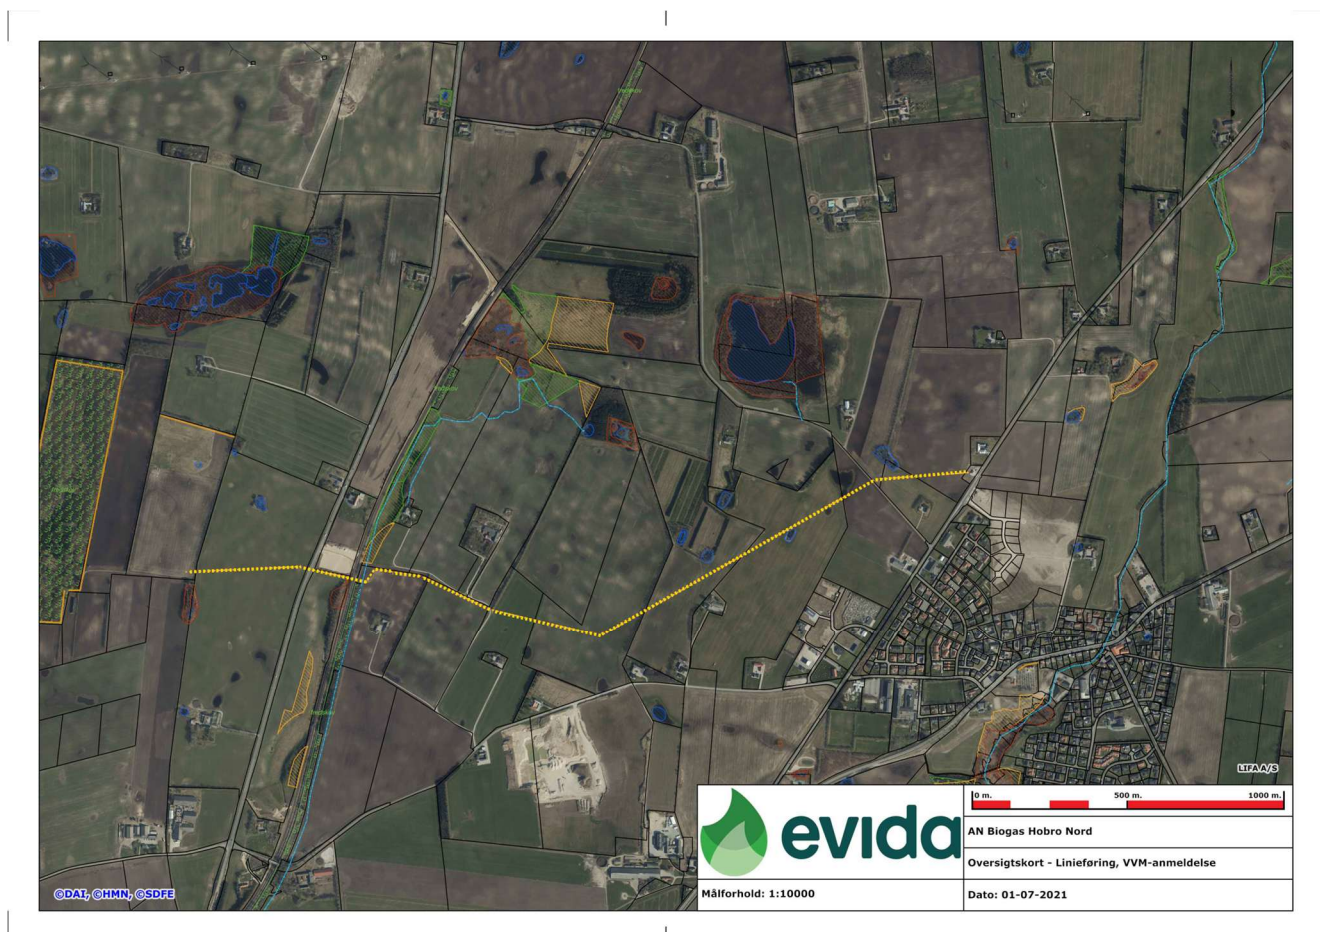 LIFA A/S
evida
0 m.
500 m.
1000 m.
AN Biogas Hobro Nord
Oversigtskort - Linieføring, VVM-anmeldelse
Målforhold: 1:10000
Dato: 01-07-2021
©DAI, ©HMN, ©SDFE